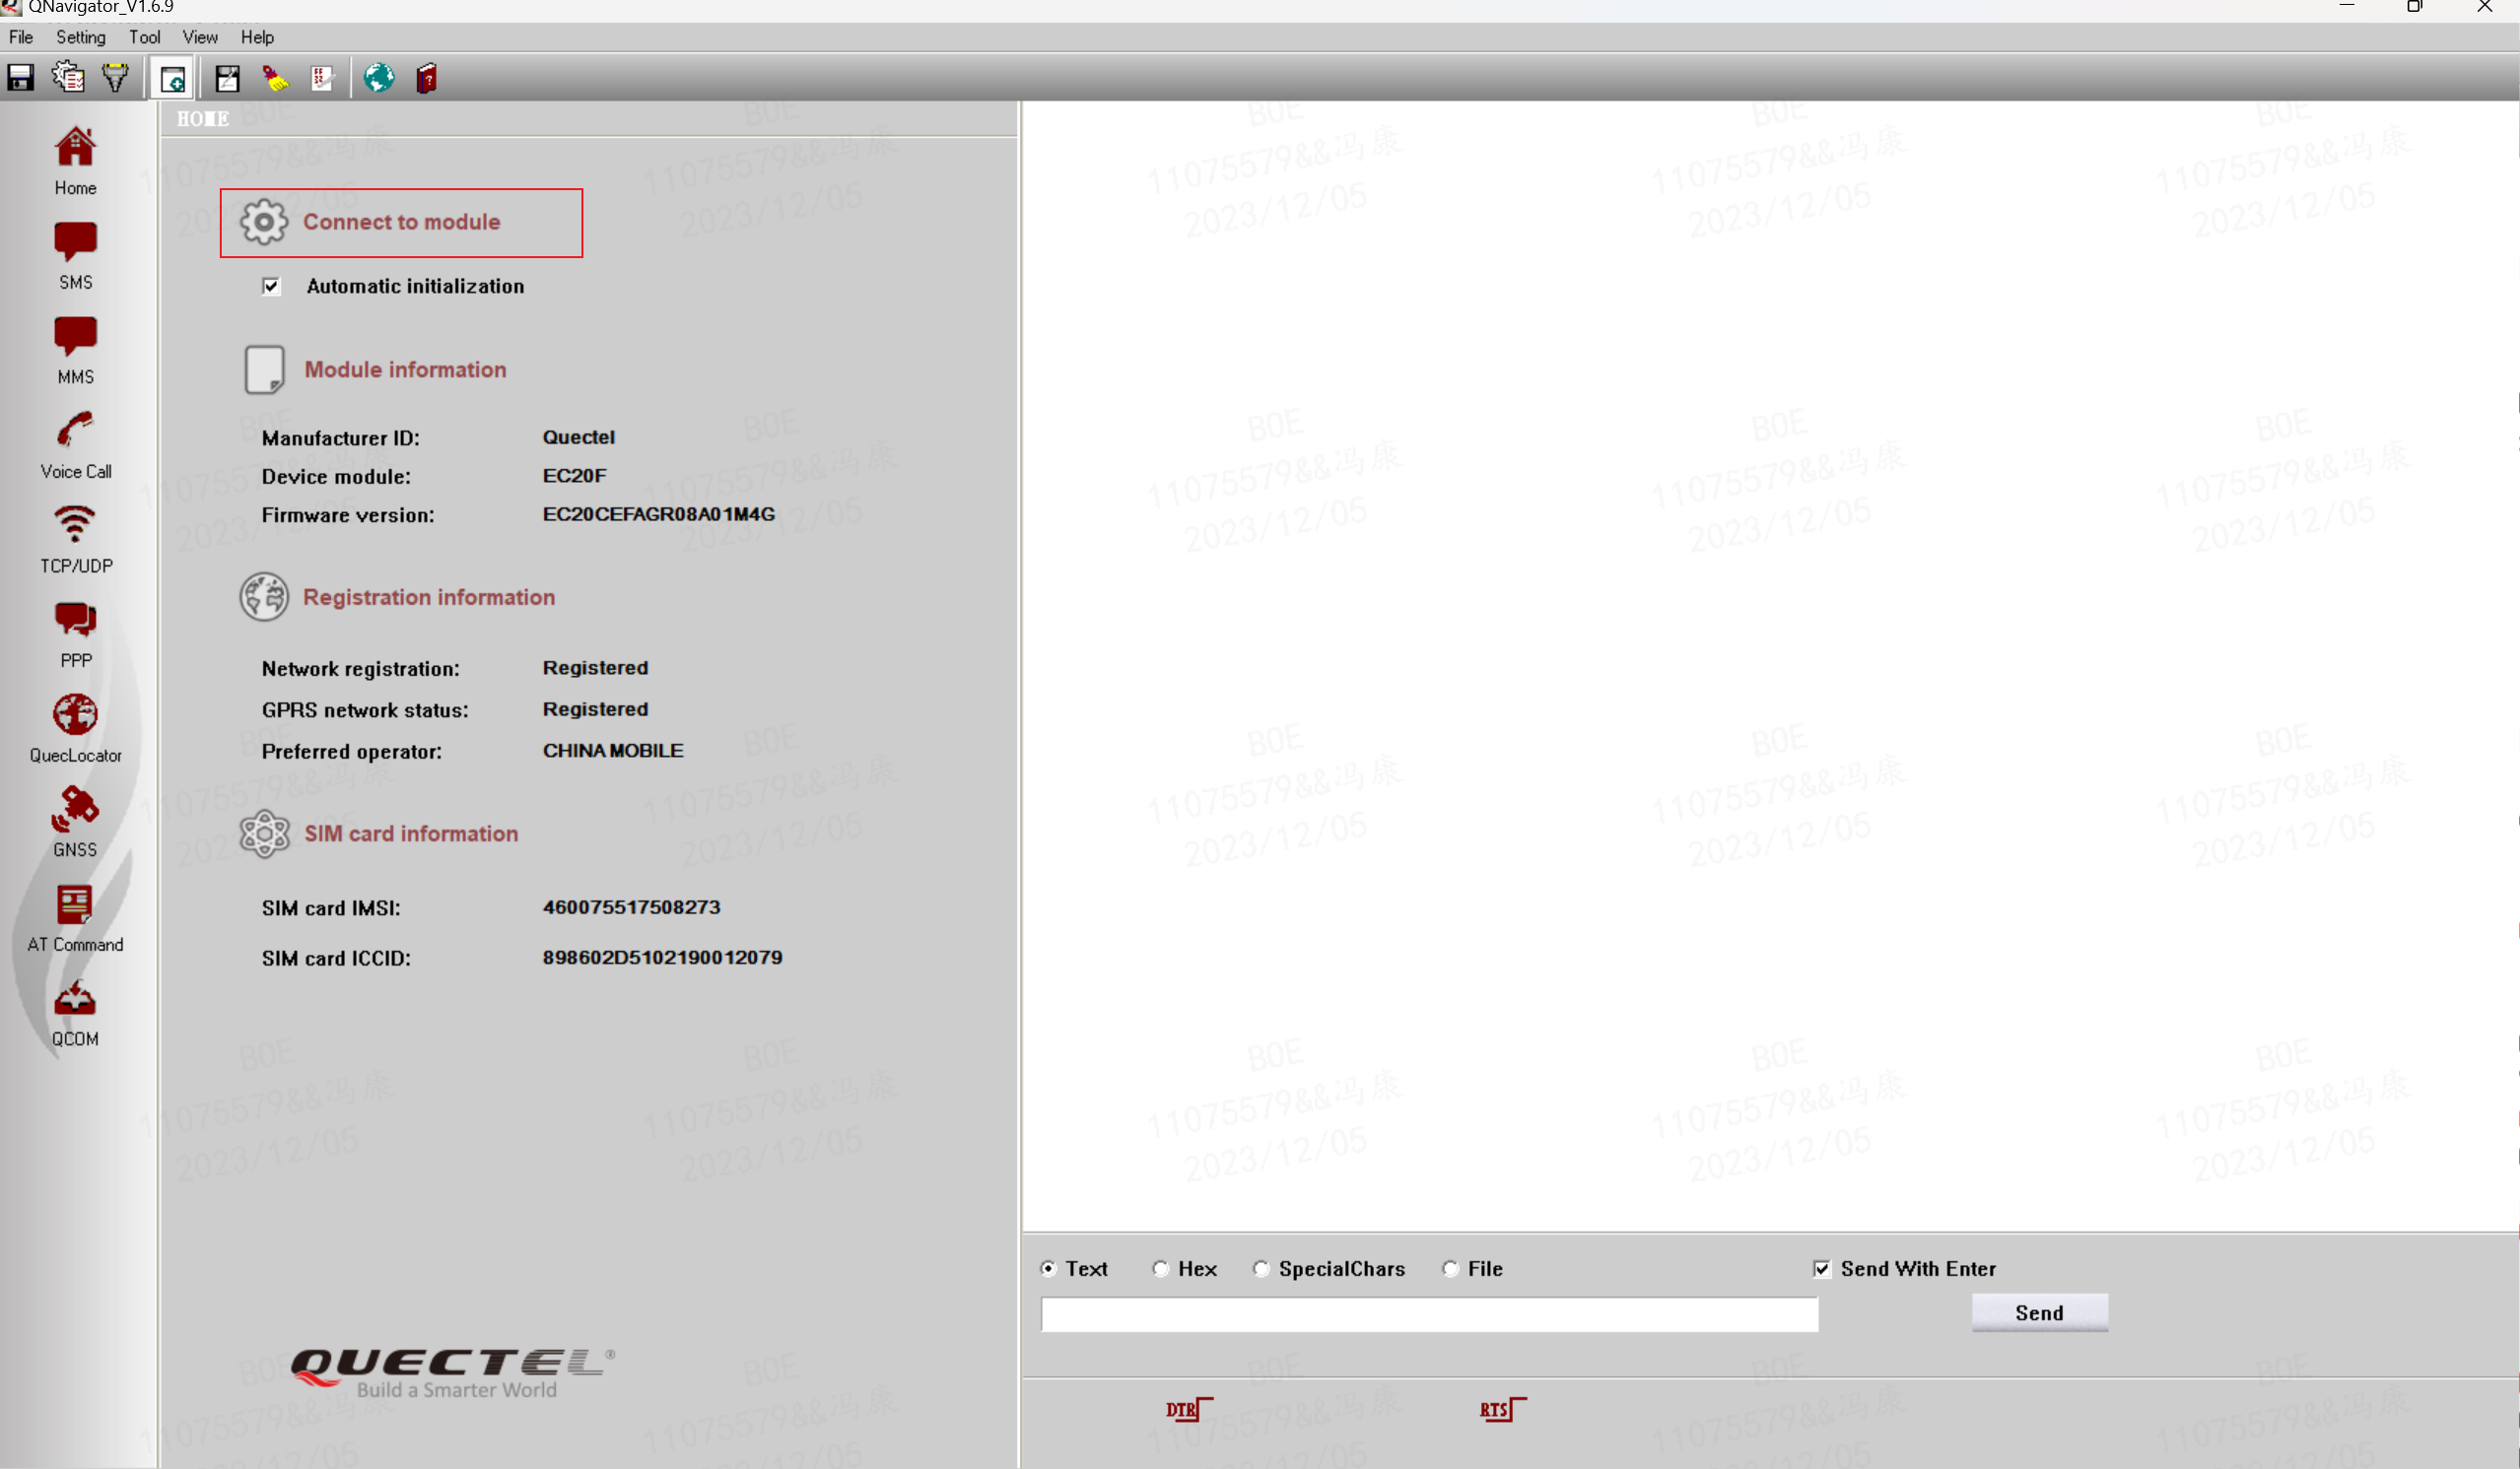 QNavigator_V1.6.9
File Setting Tool View Help
HOME
Home
SMS
MMS
Voice Call
TCP/UDP
PPP
QuecLocator
GNSS
AT Command
QCOM
Connect to module
Automatic initialization
Module information
Manufacturer ID: Quectel
Device module: EC20F
Firmware version: EC20CEFAGR08A01M4G
Registration information
Network registration: Registered
GPRS network status: Registered
Preferred operator: CHINA MOBILE
SIM card information
SIM card IMSI: 460075517508273
SIM card ICCID: 898602D5102190012079
QUECTEL®
Build a Smarter World
Text Hex SpecialChars File Send With Enter
Send
DTR RTS
BOE
11075579&&冯康
2023/12/05